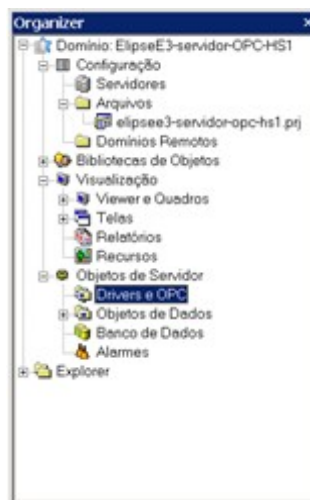 Organizer
Domínio: ElipseE3-servidor-OPC-HS1
Configuração
Servidores
Arquivos
elipsee3-servidor-opc-hs1.prj
Domínios Remotos
Bibliotecas de Objetos
Visualização
Viewer e Quadros
Telas
Relatórios
Recursos
Objetos de Servidor
Drivers e OPC
Objetos de Dados
Banco de Dados
Alarmes
Explorer